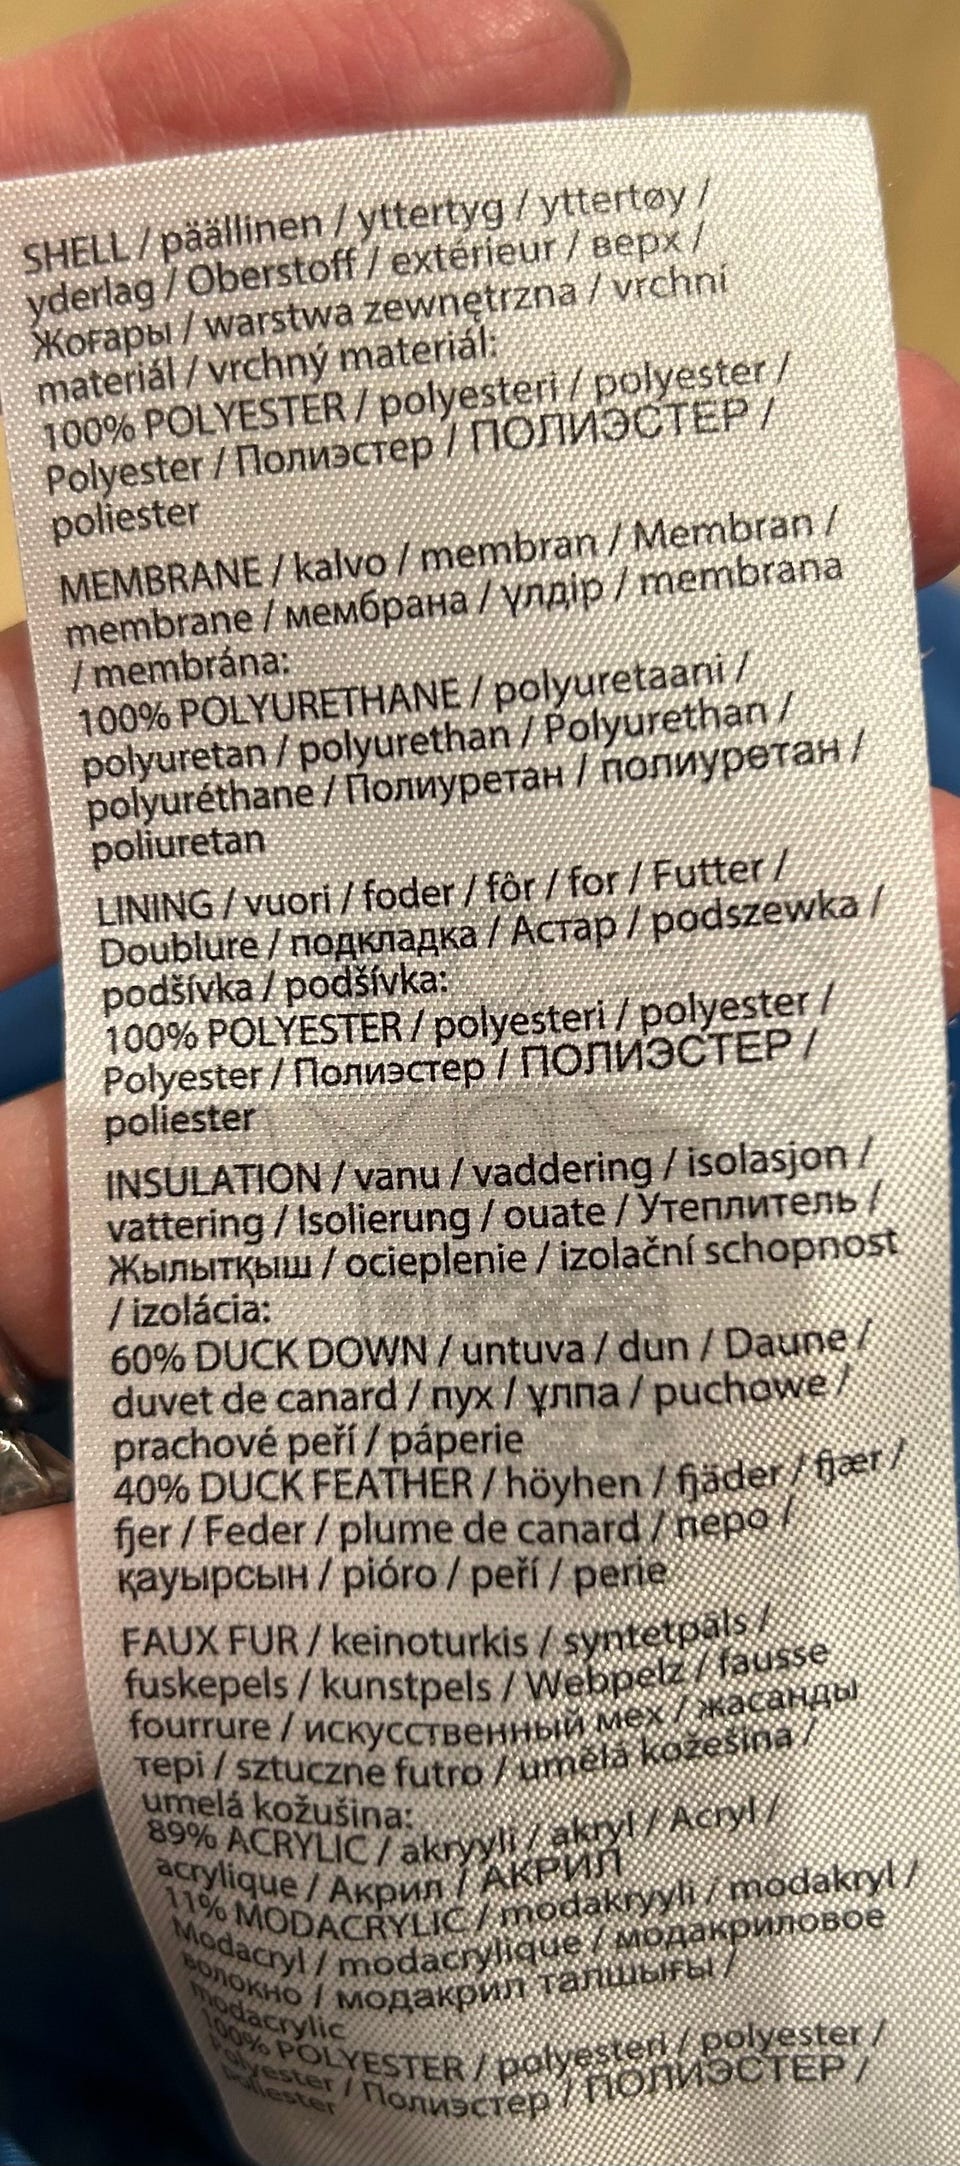 SHELL / päällinen / yttertyg / yttertøy /
yderlag / Oberstoff / extérieur / верх /
Жоғары / warstwa zewnętrzna / vrchní
materiál / vrchný materiál:
100% POLYESTER / polyesteri / polyester /
Polyester / Полиэстер / ПОЛИЭСТЕР /
poliester
MEMBRANE / kalvo / membran / Membran /
membrane / мембрана / үлдір / membrana
/ membrána:
100% POLYURETHANE / polyuretaani /
polyuretan / polyurethan / Polyurethan /
polyuréthane / Полиуретан / полиуретан /
poliuretan
LINING / vuori / foder / fôr / for / Futter /
Doublure / подкладка / Астар / podszewka /
podšívka / podšívka:
100% POLYESTER / polyesteri / polyester /
Polyester / Полиэстер / ПОЛИЭСТЕР /
poliester
INSULATION / vanu / vaddering / isolasjon /
vattering / Isolierung / ouate / Утеплитель /
Жылытқыш / ocieplenie / izolační schopnost
/ izolácia:
60% DUCK DOWN / untuva / dun / Daune /
duvet de canard / пух / ұлпа / puchowe /
prachové peří / páperie
40% DUCK FEATHER / höyhen / fjäder / fjær /
fjer / Feder / plume de canard / перо /
қауырсын / pióro / peří / perie
FAUX FUR / keinoturkis / syntetpäls /
fuskepels / kunstpels / Webpelz / fausse
fourrure / искусственный мех / жасанды
тері / sztuczne futro / umělá kožešina /
umelá kožušina:
89% ACRYLIC / akryyli / akryl / Acryl /
acrylique / Акрил / АКРИЛ
11% MODACRYLIC / modakryyli / modakryl /
Modacryl / modacrylique / модакриловое
волокно / модакрил талшығы /
modacrylic
100% POLYESTER / polyesteri / polyester /
Polyester / Полиэстер / ПОЛИЭСТЕР /
poliester